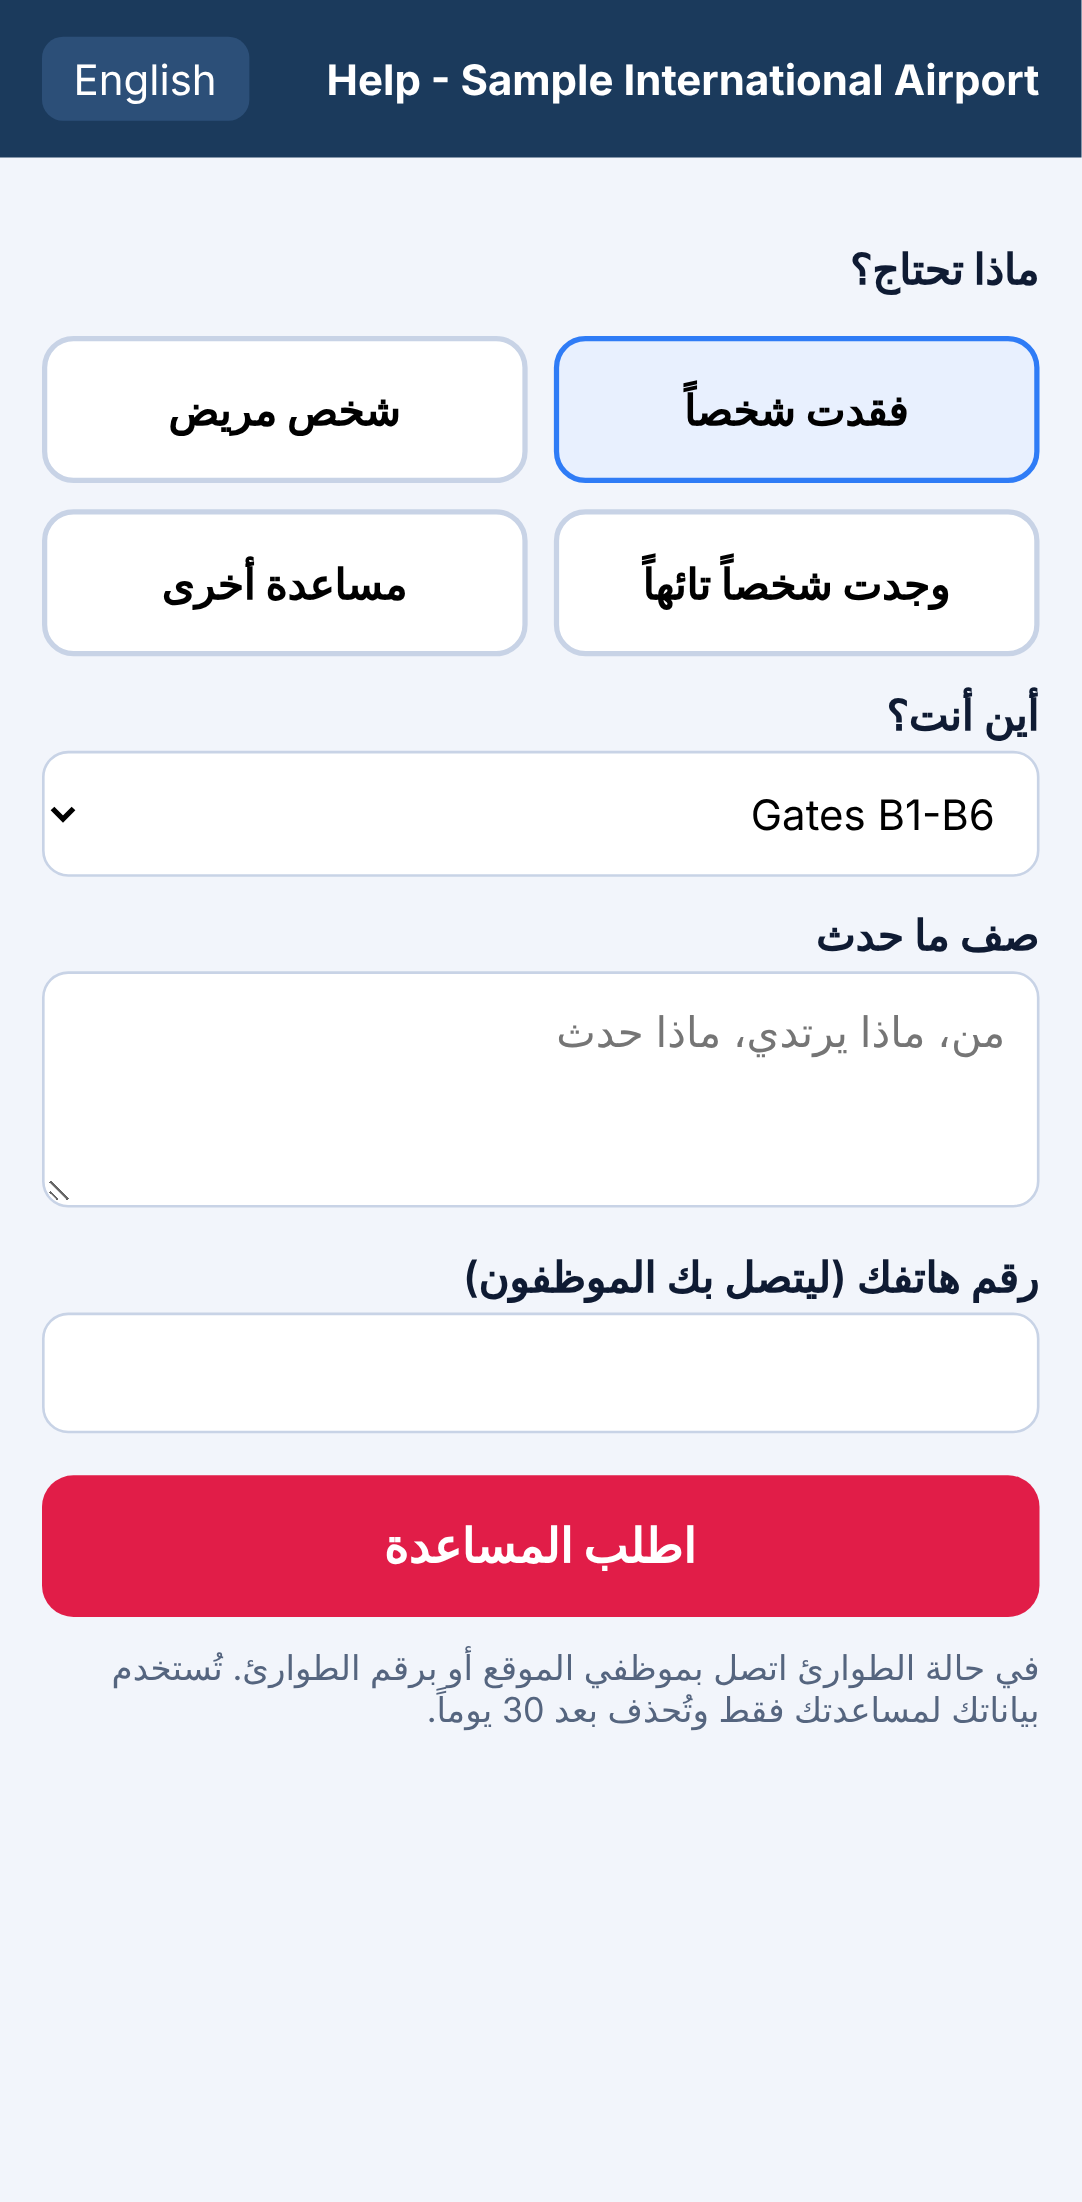 Help - Sample International Airport
English
ماذا تحتاج؟
فقدت شخصاً
شخص مريض
وجدت شخصاً تائهاً
مساعدة أخرى
أين أنت؟
Gates B1-B6
صف ما حدث
من، ماذا يرتدي، ماذا حدث
رقم هاتفك (ليتصل بك الموظفون)
اطلب المساعدة
في حالة الطوارئ اتصل بموظفي الموقع أو برقم الطوارئ. تُستخدم
بياناتك لمساعدتك فقط وتُحذف بعد 30 يوماً.